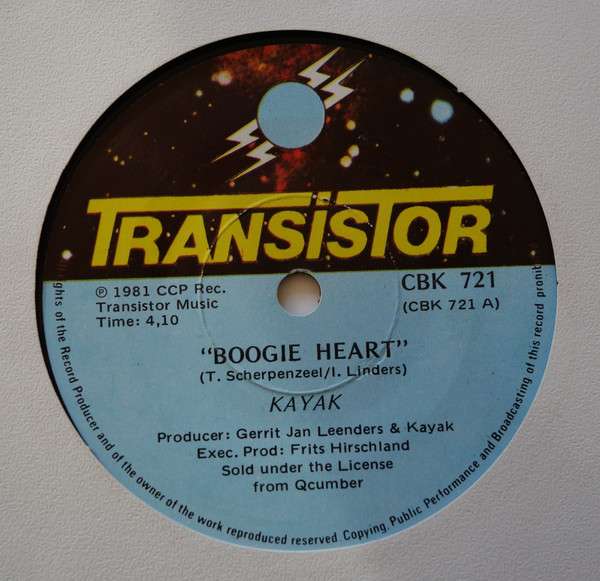 TRANSISTOR
℗ 1981 CCP Rec.
Transistor Music
Time: 4,10
CBK 721
(CBK 721 A)
"BOOGIE HEART"
(T. Scherpenzeel/I. Linders)
KAYAK
Producer: Gerrit Jan Leenders & Kayak
Exec. Prod: Frits Hirschland
Sold under the License
from Qcumber
of the Record Producer and of the owner of the work reproduced reserved. Copying, Public Performance and Broadcasting of this record